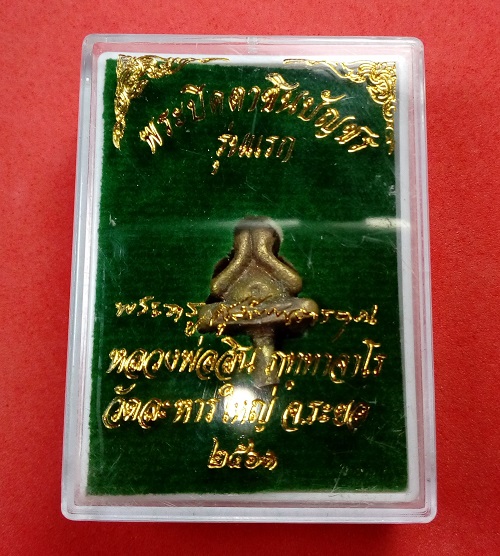 พระปิดตาชินบัญชร
รุ่นแรก
พระครู
หลวงพ่อสิน ภทฺทาจาโร
วัดละหารใหญ่ จ.ระยอง
๒๕๖๑